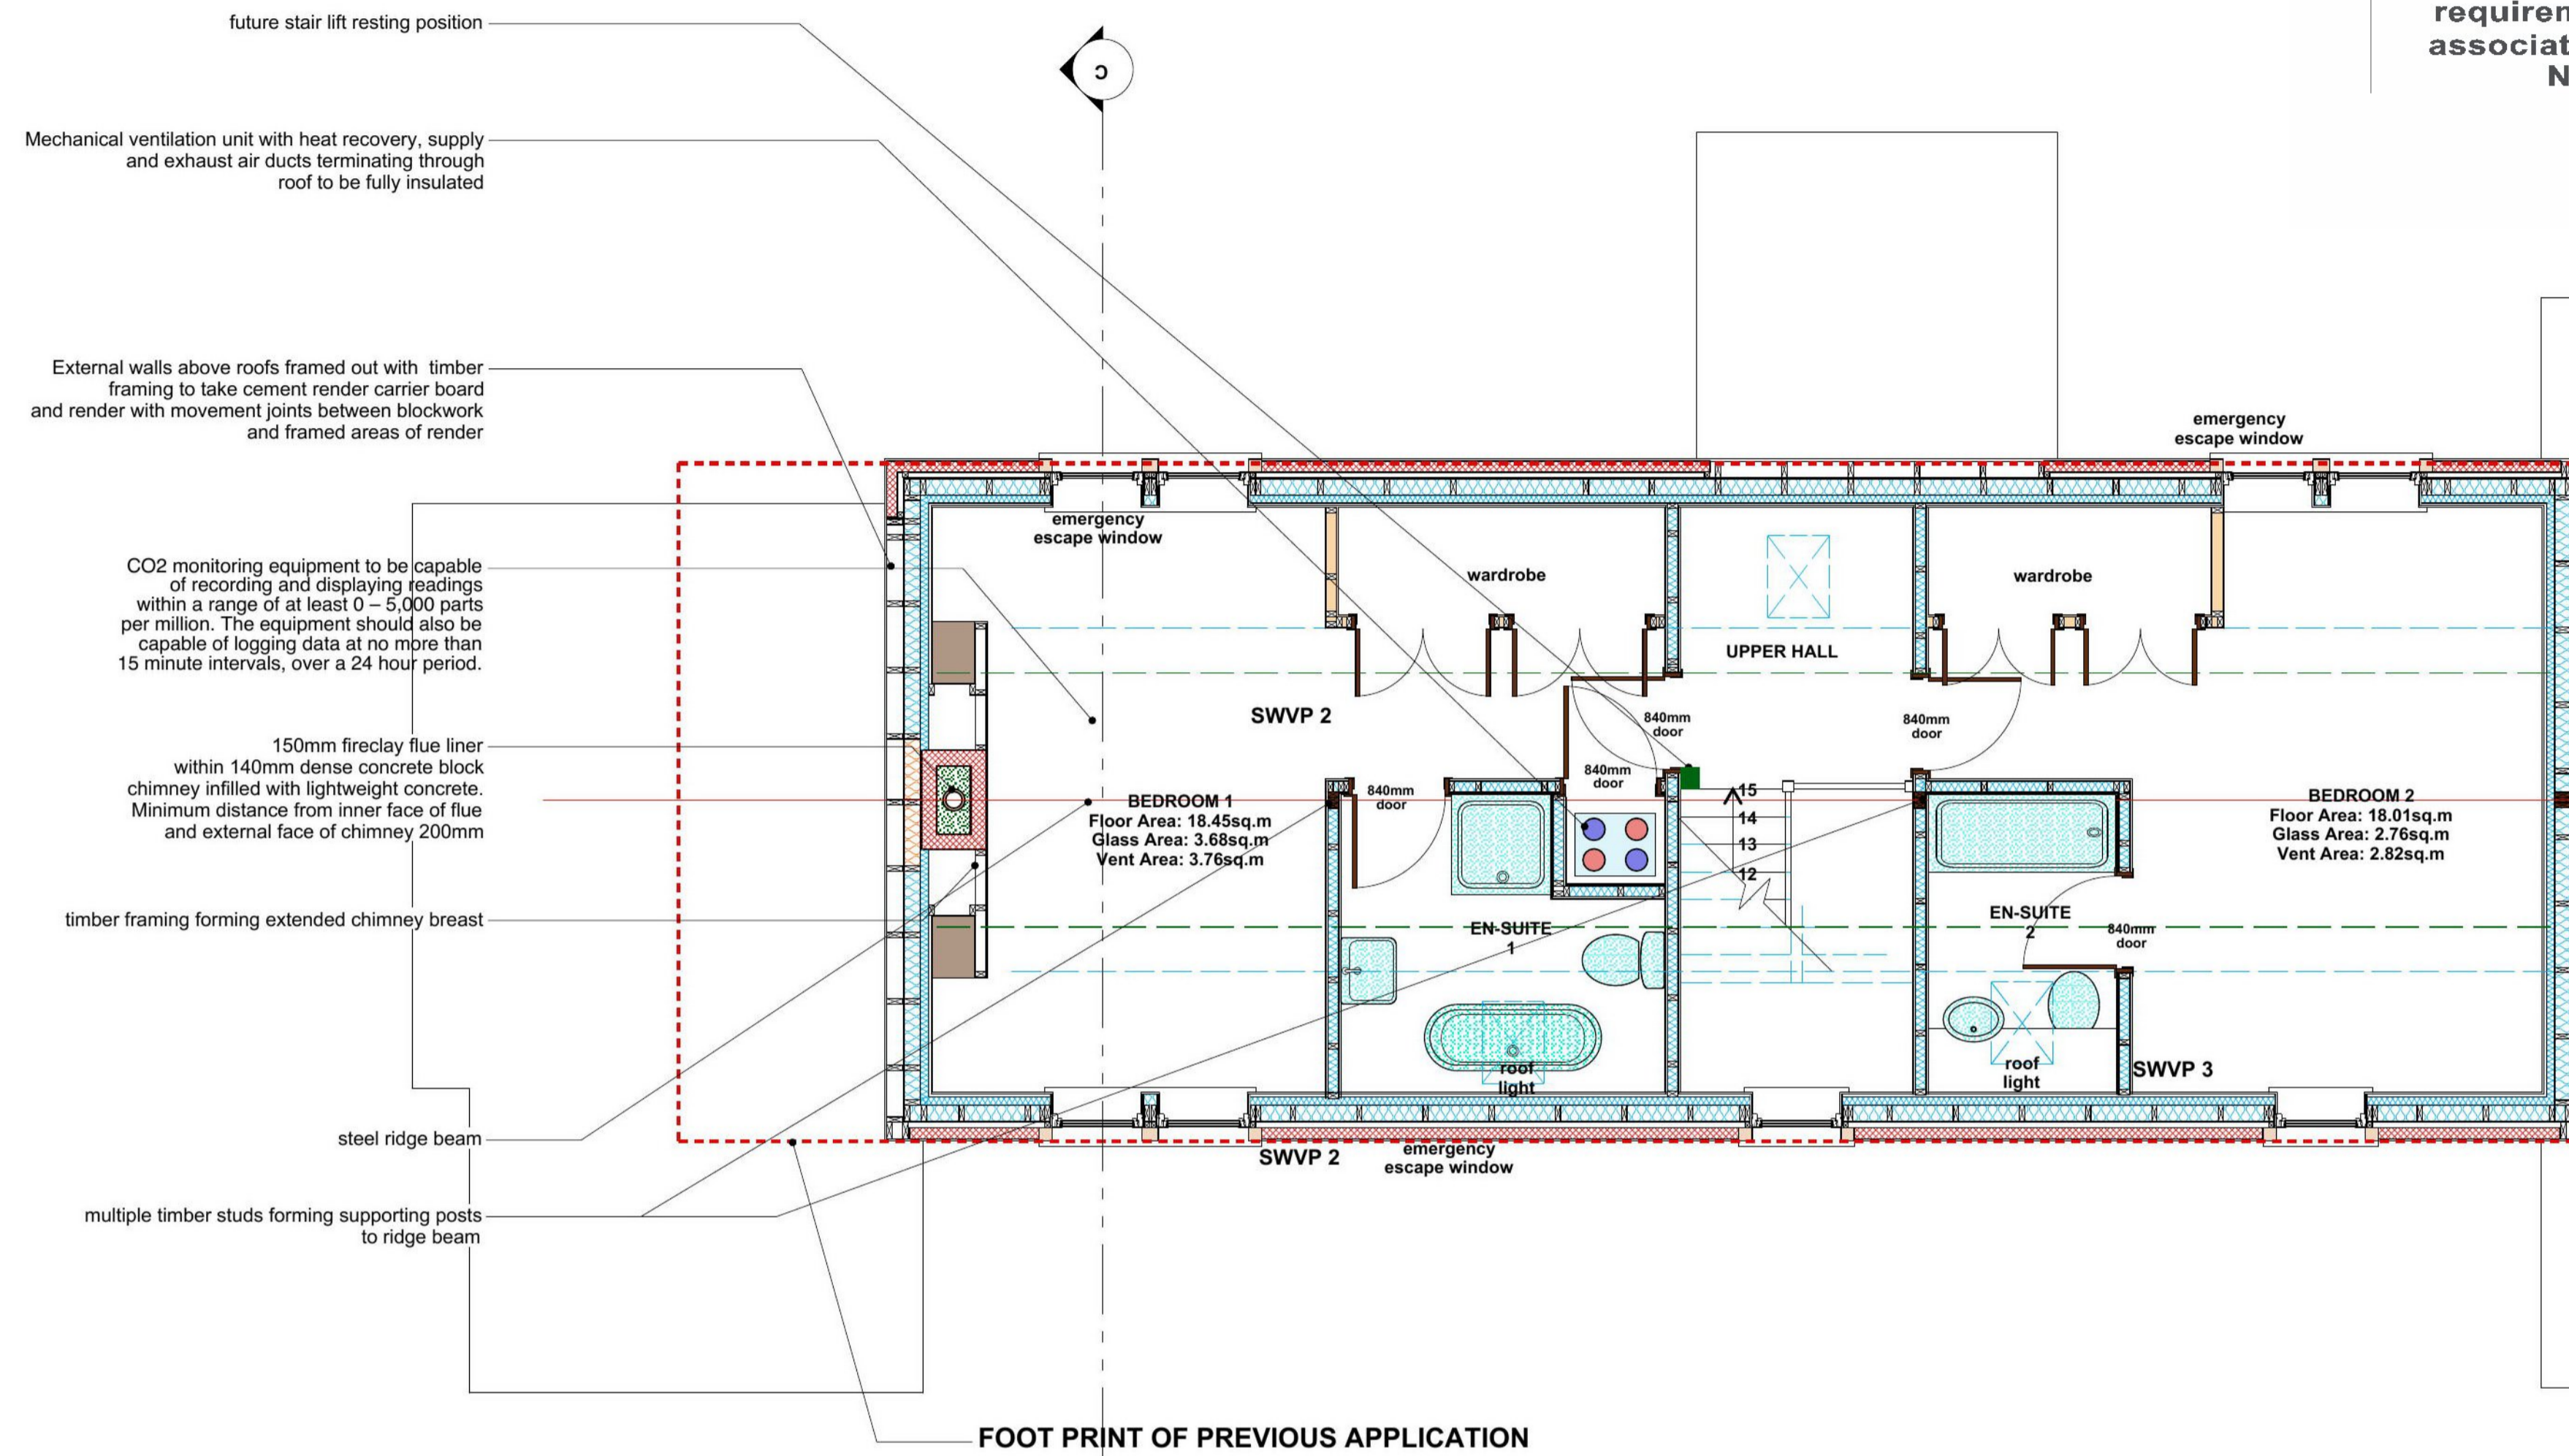 future stair lift resting position
Mechanical ventilation unit with heat recovery, supply
and exhaust air ducts terminating through
roof to be fully insulated
External walls above roofs framed out with timber
framing to take cement render carrier board
and render with movement joints between blockwork
and framed areas of render
CO2 monitoring equipment to be capable
of recording and displaying readings
within a range of at least 0 – 5,000 parts
per million. The equipment should also be
capable of logging data at no more than
15 minute intervals, over a 24 hour period.
150mm fireclay flue liner
within 140mm dense concrete block
chimney infilled with lightweight concrete.
Minimum distance from inner face of flue
and external face of chimney 200mm
timber framing forming extended chimney breast
steel ridge beam
multiple timber studs forming supporting posts
to ridge beam
FOOT PRINT OF PREVIOUS APPLICATION
C
emergency
escape window
SWVP 2
BEDROOM 1
Floor Area: 18.45sq.m
Glass Area: 3.68sq.m
Vent Area: 3.76sq.m
wardrobe
840mm
door
840mm
door
840mm
door
EN-SUITE
1
roof
light
SWVP 2
emergency
escape window
UPPER HALL
15
14
13
12
840mm
door
wardrobe
emergency
escape window
EN-SUITE
2
840mm
door
roof
light
SWVP 3
BEDROOM 2
Floor Area: 18.01sq.m
Glass Area: 2.76sq.m
Vent Area: 2.82sq.m
requirem
associat
N